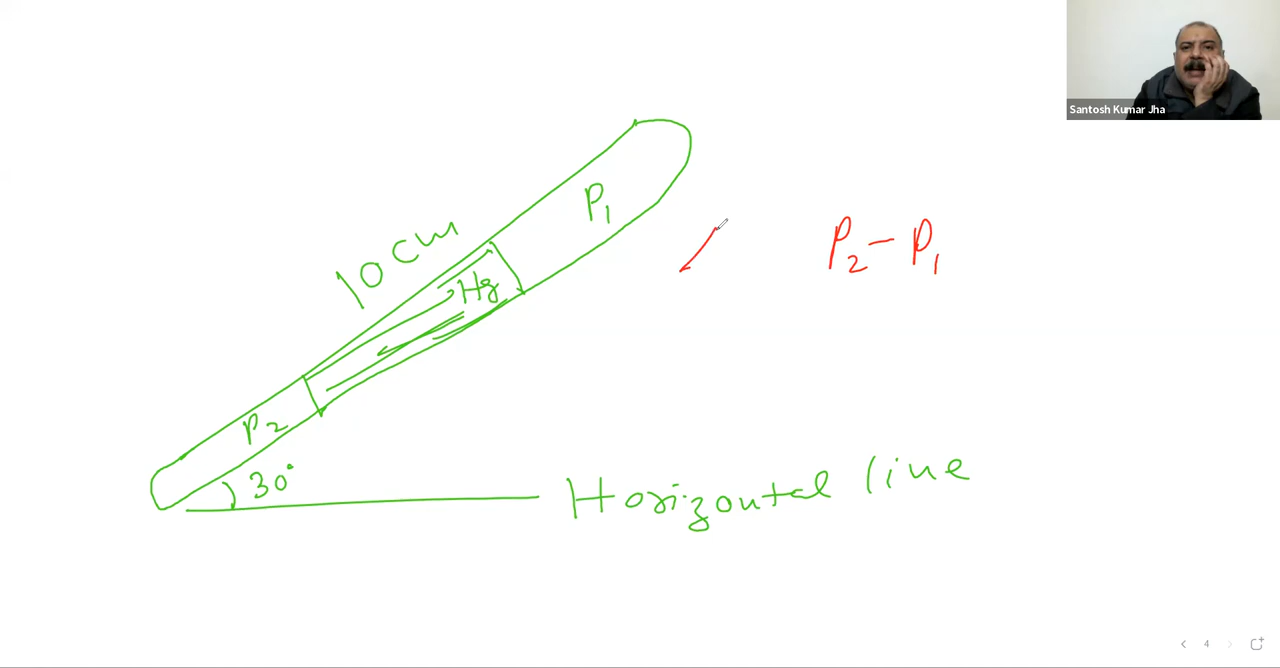 Santosh Kumar Jha
P1
10 cm
Hg
P2 - P1
P2
30°
Horizontal line
4